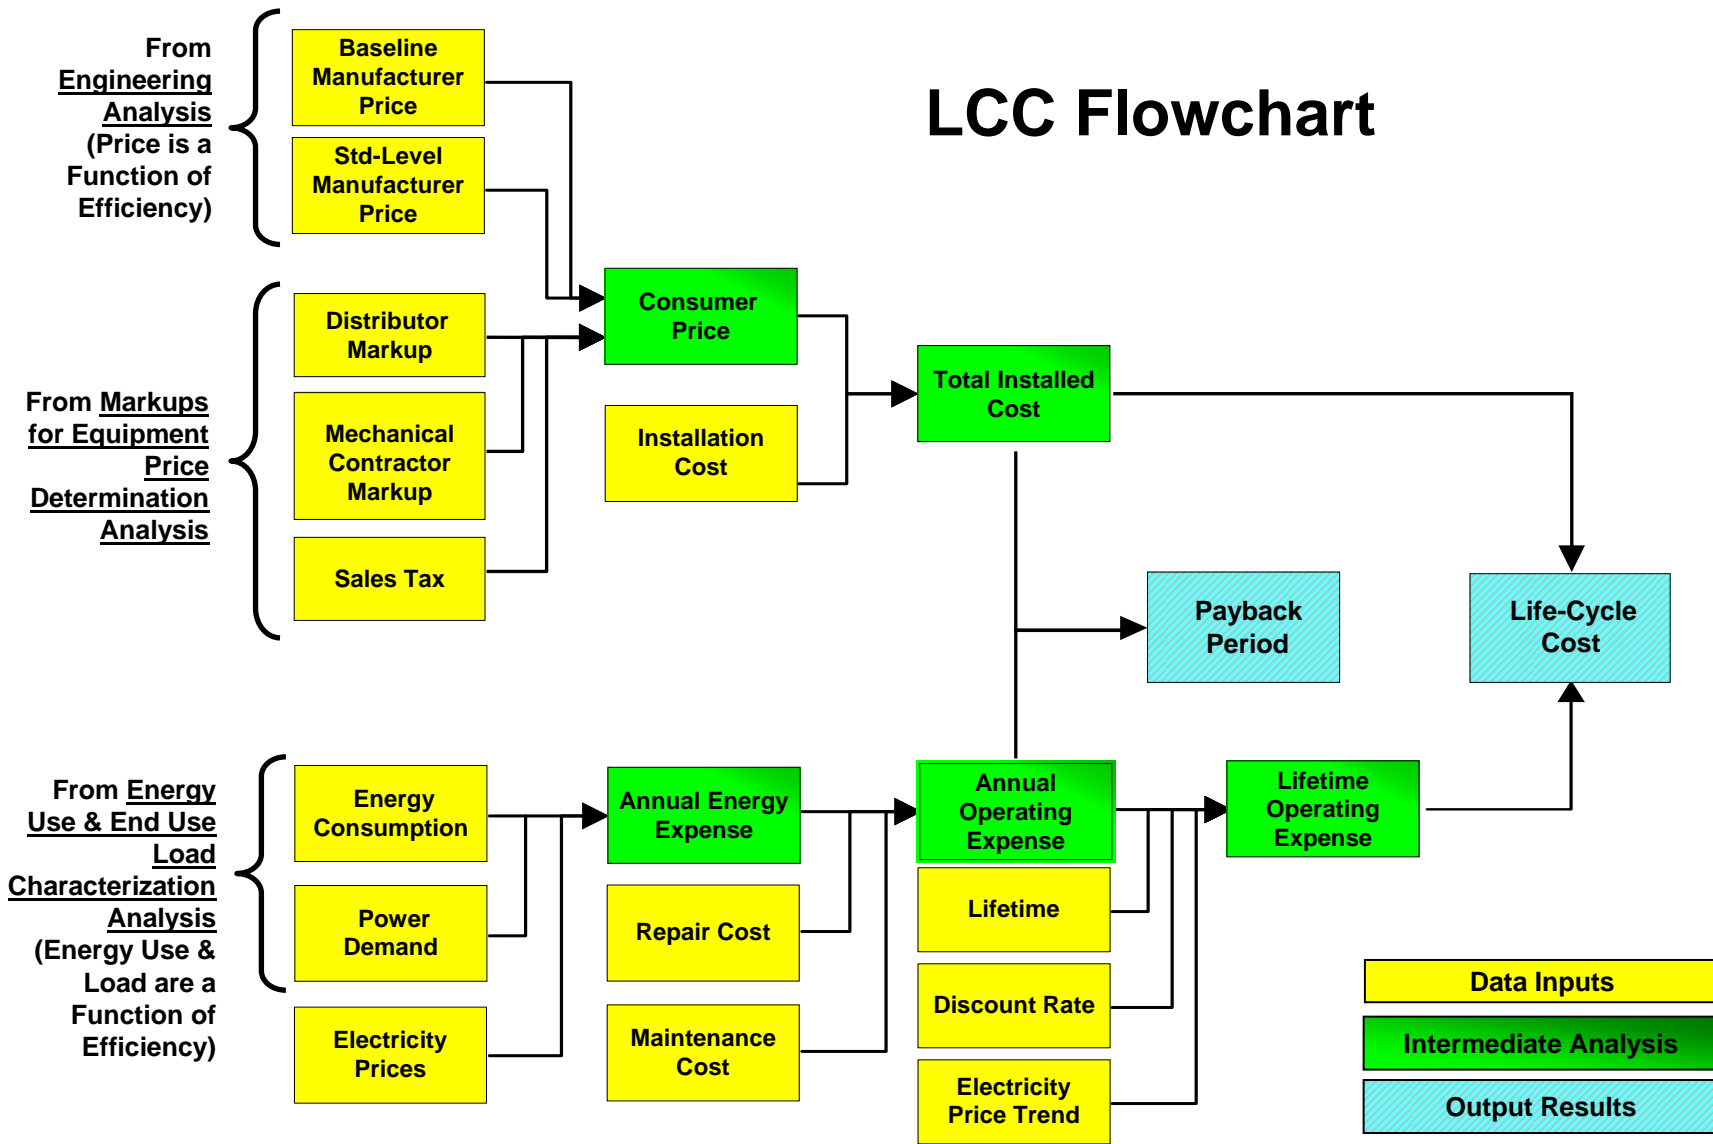 LCC Flowchart
From
Engineering
Analysis
(Price is a
Function of
Efficiency)
Baseline
Manufacturer
Price
Std-Level
Manufacturer
Price
From Markups
for Equipment
Price
Determination
Analysis
Distributor
Markup
Mechanical
Contractor
Markup
Sales Tax
Consumer
Price
Installation
Cost
Total Installed
Cost
Payback
Period
Life-Cycle
Cost
From Energy
Use & End Use
Load
Characterization
Analysis
(Energy Use &
Load are a
Function of
Efficiency)
Energy
Consumption
Power
Demand
Electricity
Prices
Annual Energy
Expense
Repair Cost
Maintenance
Cost
Annual
Operating
Expense
Lifetime
Discount Rate
Electricity
Price Trend
Lifetime
Operating
Expense
Data Inputs
Intermediate Analysis
Output Results